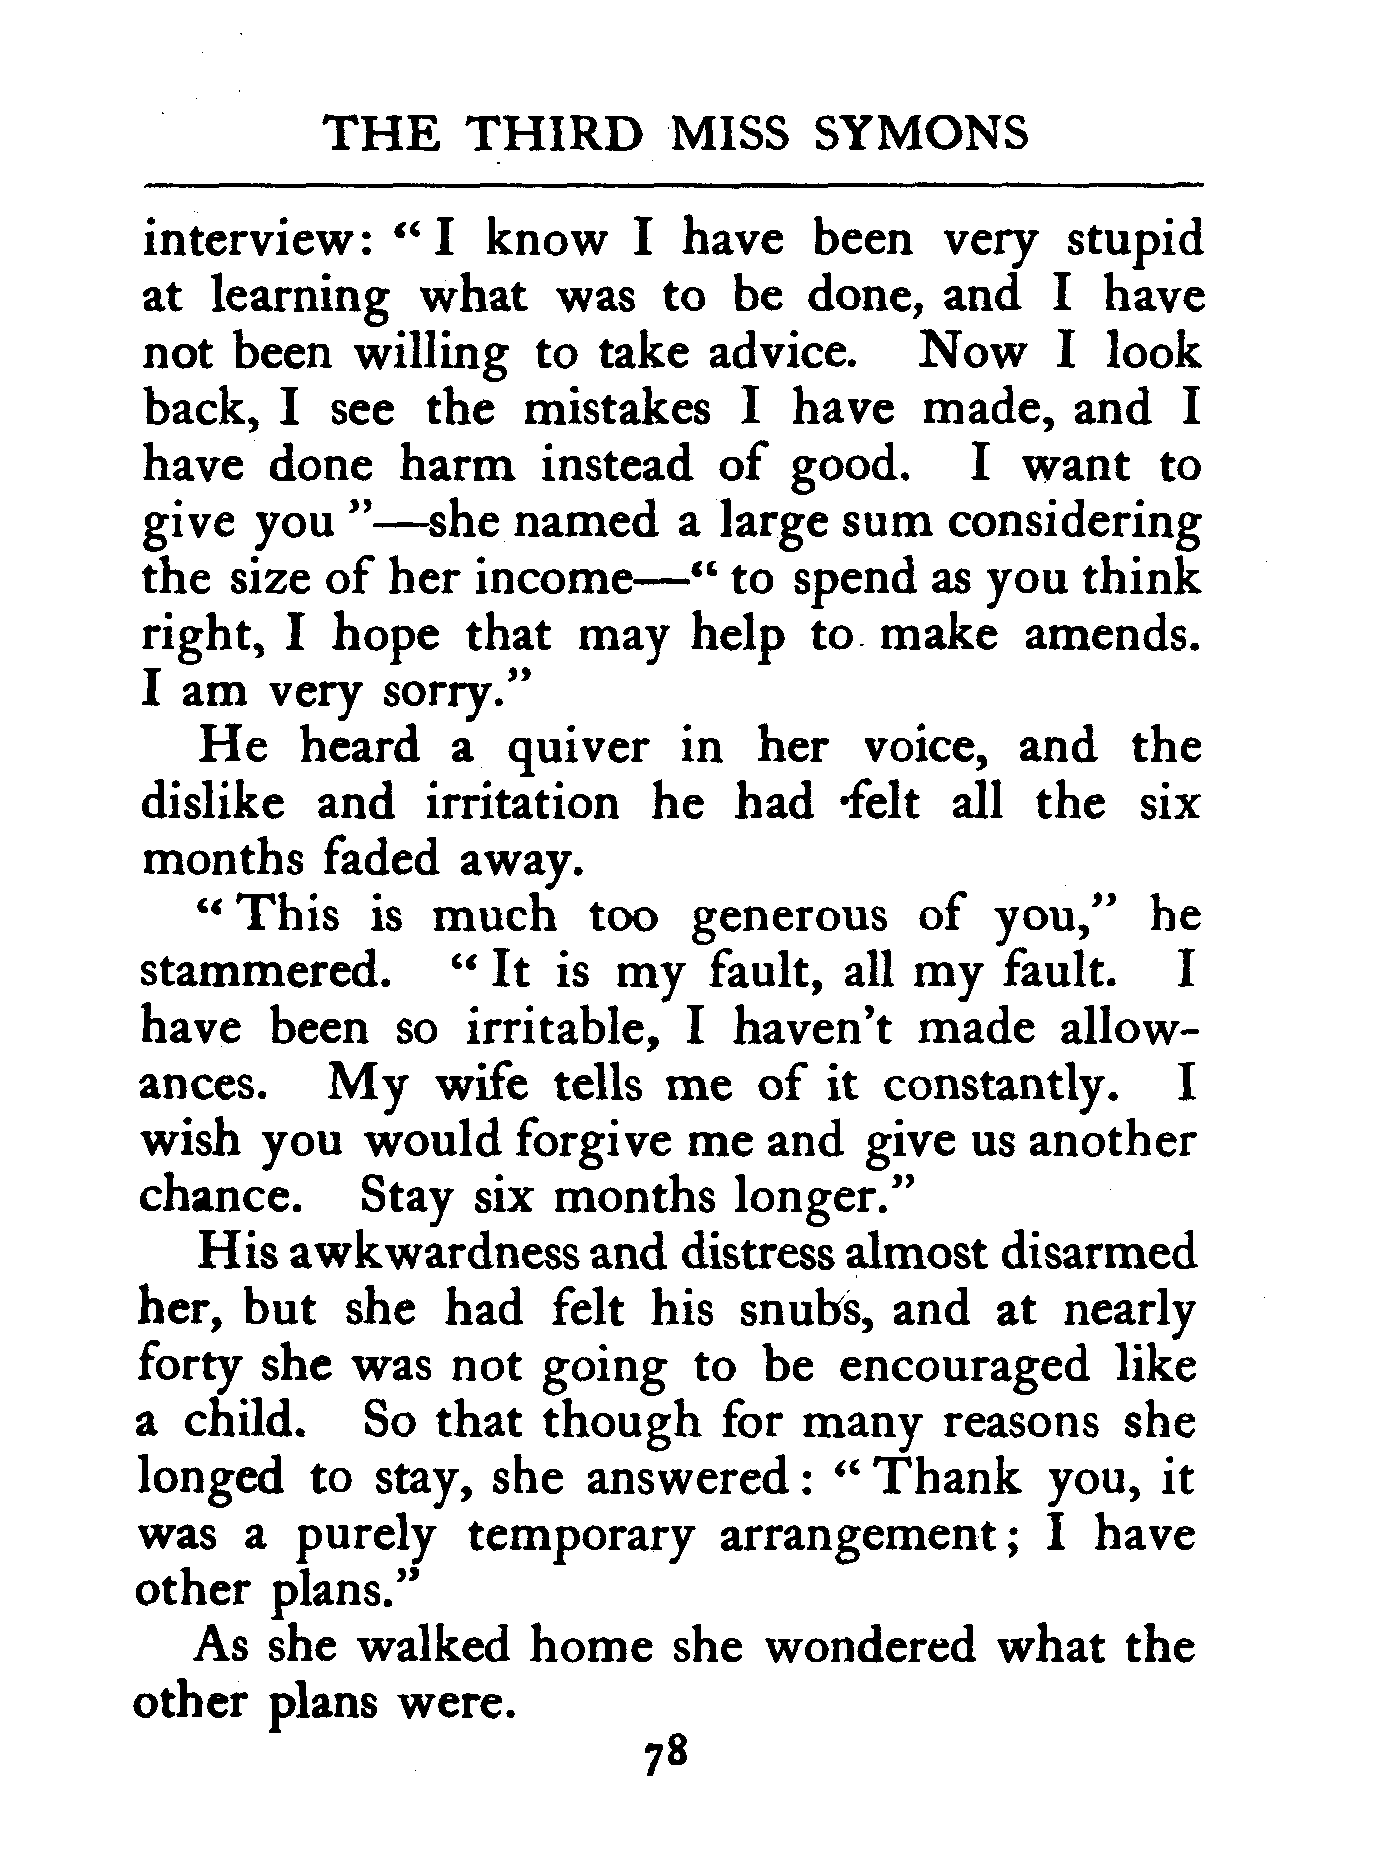 THE THIRD MISS SYMONS
interview: “ I know I have been very stupid
at learning what was to be done, and I have
not been willing to take advice. Now I look
back, I see the mistakes I have made, and I
have done harm instead of good. I want to
give you ”—she named a large sum considering
the size of her income—“ to spend as you think
right, I hope that may help to make amends.
I am very sorry.”
He heard a quiver in her voice, and the
dislike and irritation he had felt all the six
months faded away.
“ This is much too generous of you,” he
stammered. “ It is my fault, all my fault. I
have been so irritable, I haven’t made allow-
ances. My wife tells me of it constantly. I
wish you would forgive me and give us another
chance. Stay six months longer.”
His awkwardness and distress almost disarmed
her, but she had felt his snubs, and at nearly
forty she was not going to be encouraged like
a child. So that though for many reasons she
longed to stay, she answered : “ Thank you, it
was a purely temporary arrangement ; I have
other plans.”
As she walked home she wondered what the
other plans were.
78